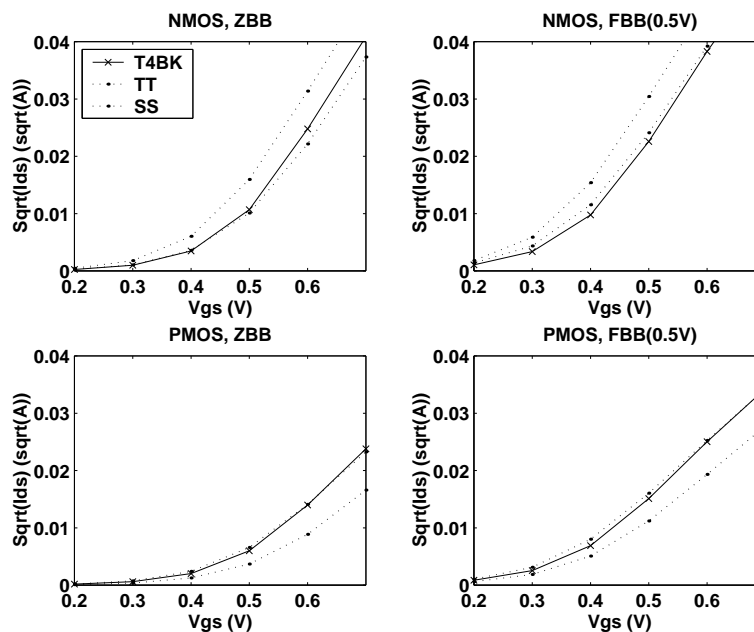 NMOS, ZBB
0.04
0.03
0.02
0.01
0
Sqrt(Ids) (sqrt(A))
T4BK
TT
SS
0.2 0.3 0.4 0.5 0.6
Vgs (V)
NMOS, FBB(0.5V)
0.04
0.03
0.02
0.01
0
Sqrt(Ids) (sqrt(A))
0.2 0.3 0.4 0.5 0.6
Vgs (V)
PMOS, ZBB
0.04
0.03
0.02
0.01
0
Sqrt(Ids) (sqrt(A))
0.2 0.3 0.4 0.5 0.6
Vgs (V)
PMOS, FBB(0.5V)
0.04
0.03
0.02
0.01
0
Sqrt(Ids) (sqrt(A))
0.2 0.3 0.4 0.5 0.6
Vgs (V)